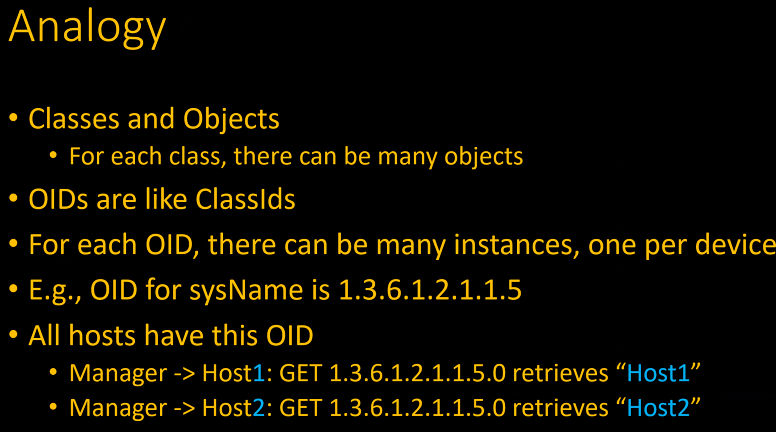 Analogy
• Classes and Objects
• For each class, there can be many objects
• OIDs are like ClassIds
• For each OID, there can be many instances, one per device
• E.g., OID for sysName is 1.3.6.1.2.1.1.5
• All hosts have this OID
• Manager -> Host1: GET 1.3.6.1.2.1.1.5.0 retrieves “Host1”
• Manager -> Host2: GET 1.3.6.1.2.1.1.5.0 retrieves “Host2”